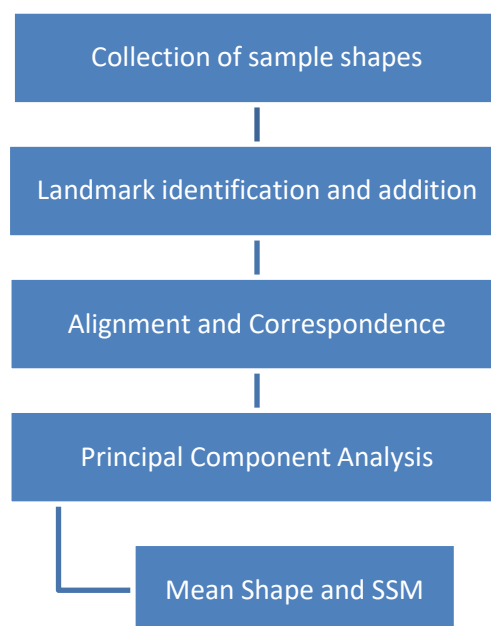 Collection of sample shapes
Landmark identification and addition
Alignment and Correspondence
Principal Component Analysis
Mean Shape and SSM